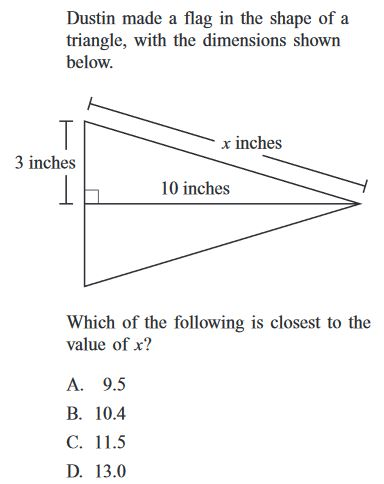 Dustin made a flag in the shape of a
triangle, with the dimensions shown
below.
x inches
3 inches
10 inches
Which of the following is closest to the
value of x?
A. 9.5
B. 10.4
C. 11.5
D. 13.0